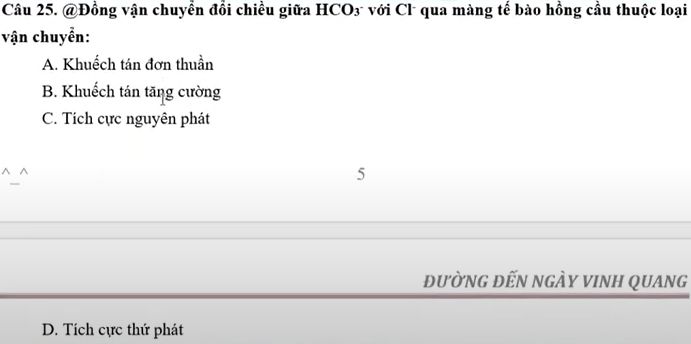 Câu 25. @Đồng vận chuyển đổi chiều giữa HCO₃⁻ với Cl⁻ qua màng tế bào hồng cầu thuộc loại
vận chuyển:
A. Khuếch tán đơn thuần
B. Khuếch tán tăng cường
C. Tích cực nguyên phát
^_^
5
ĐƯỜNG ĐẾN NGÀY VINH QUANG
D. Tích cực thứ phát